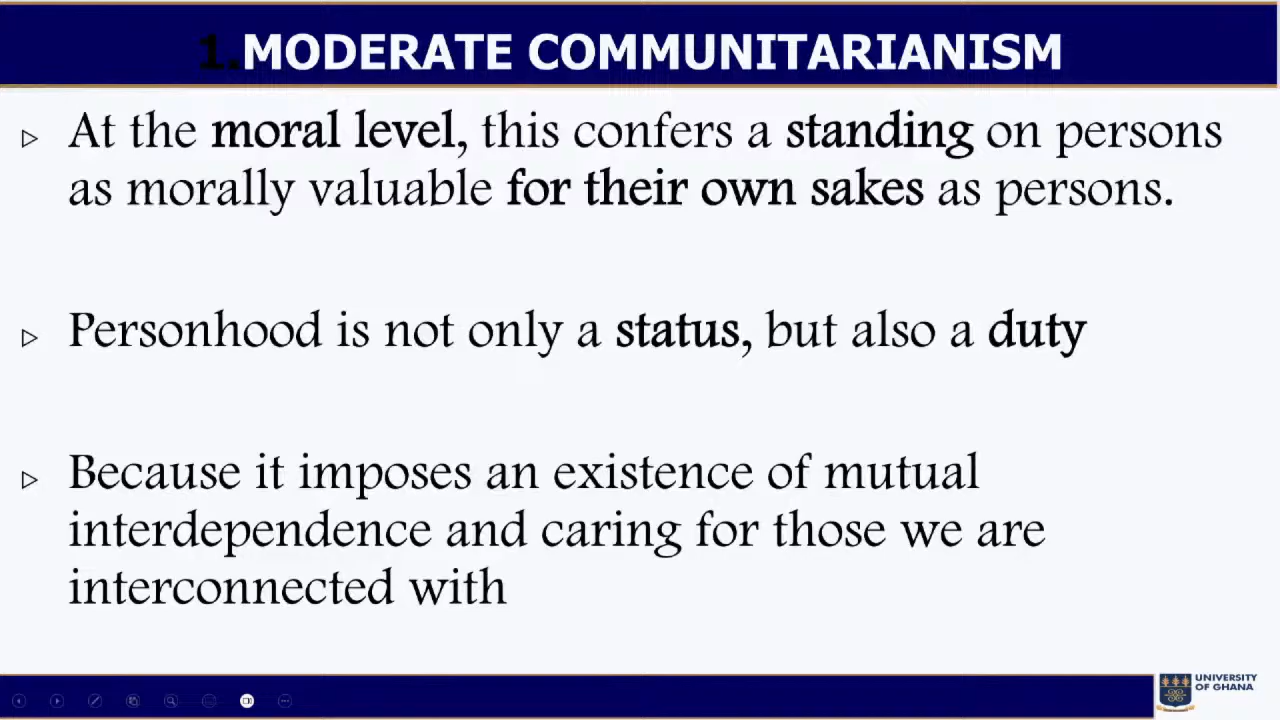 1.MODERATE COMMUNITARIANISM
At the moral level, this confers a standing on persons
as morally valuable for their own sakes as persons.
Personhood is not only a status, but also a duty
Because it imposes an existence of mutual
interdependence and caring for those we are
interconnected with
UNIVERSITY
OF GHANA